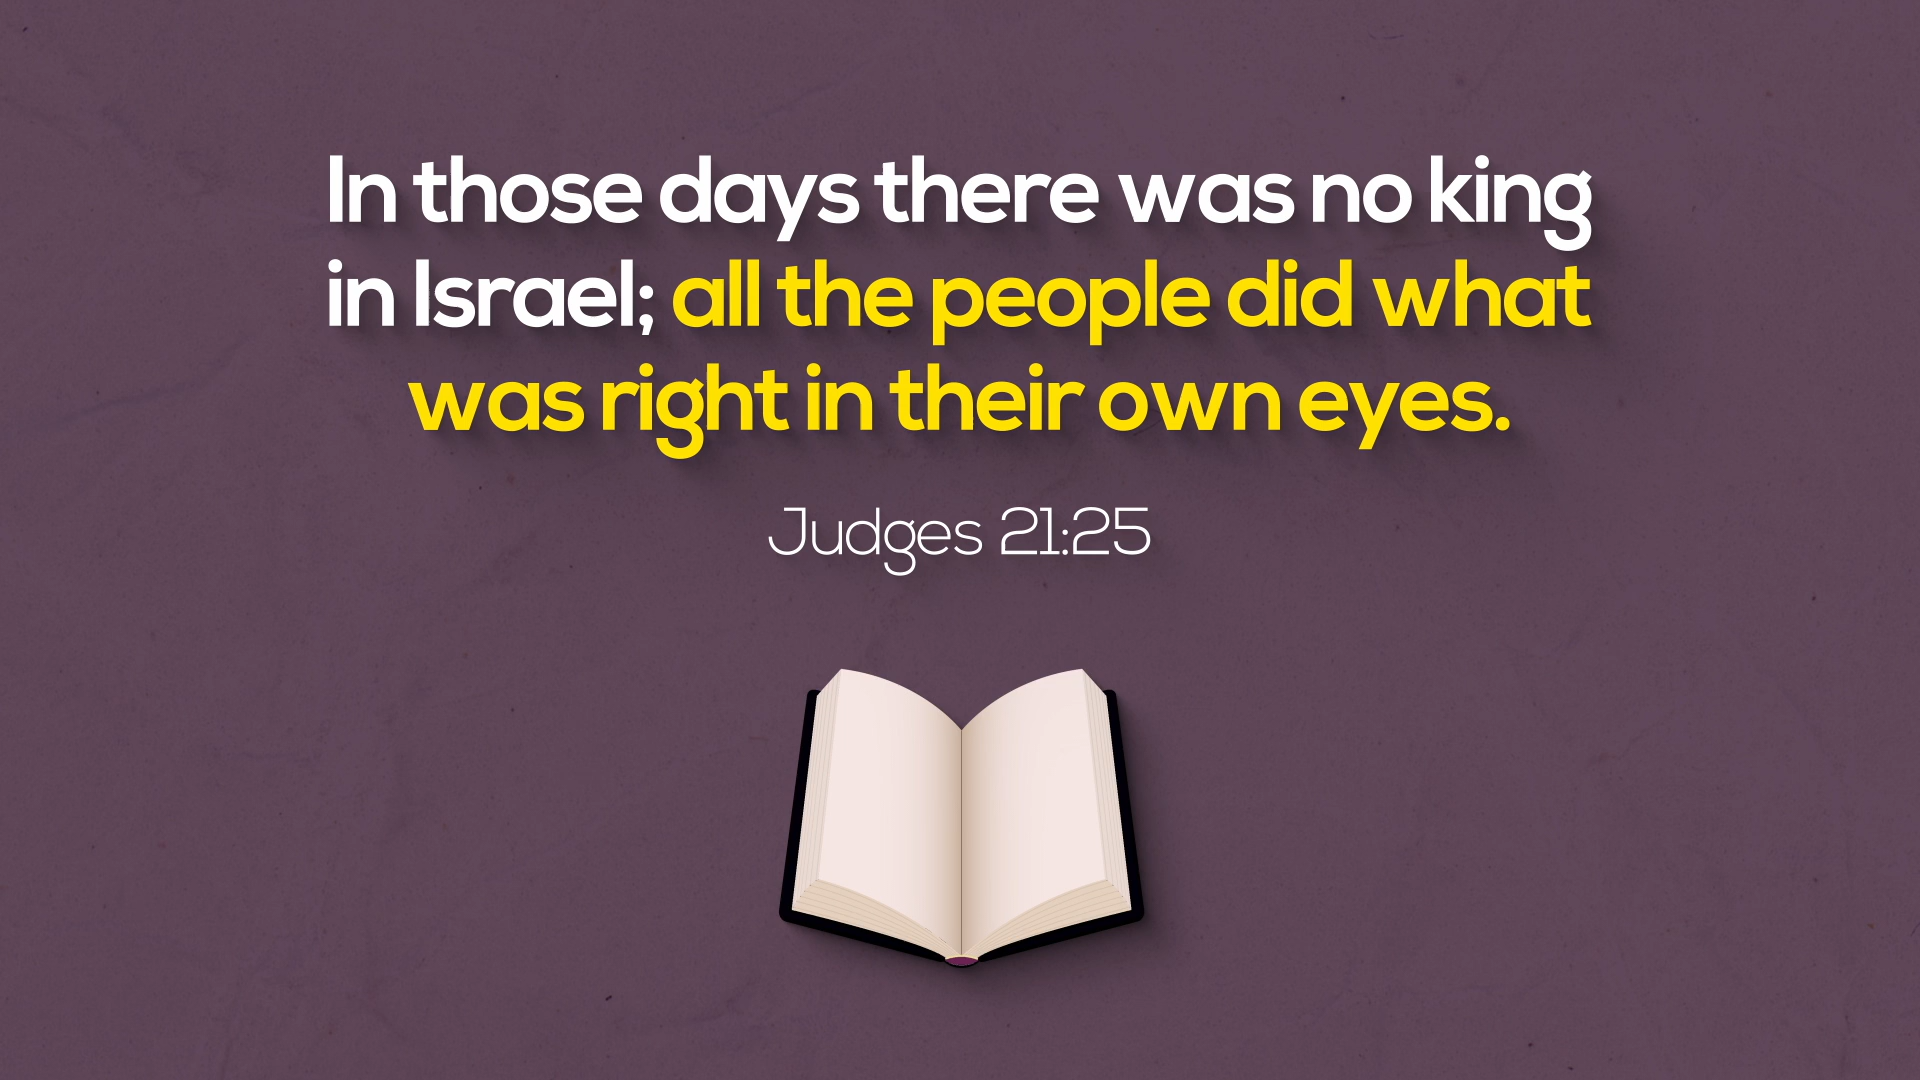 In those days there was no king
in Israel; all the people did what
was right in their own eyes.
Judges 21:25